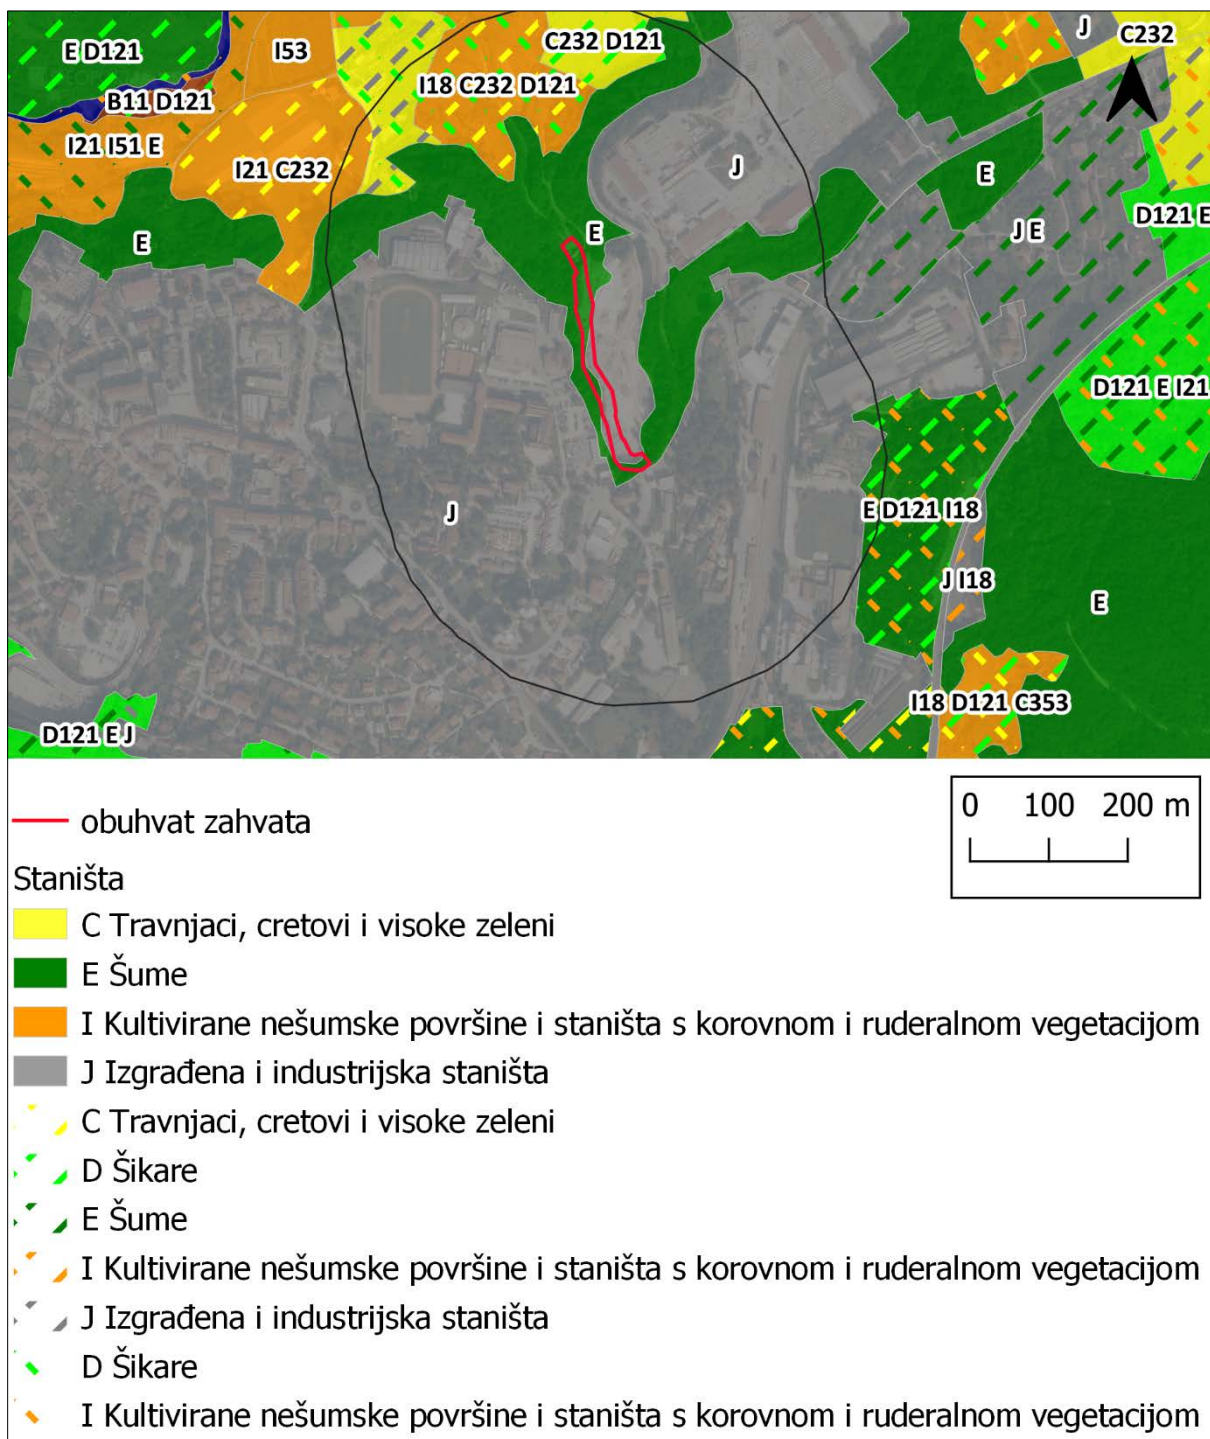 E D121
I53
C232 D121
J
C232
B11 D121
I18 C232 D121
I21 I51 E
I21 C232
J
E
E
E
J E
D121 E
D121 E I21
J
E D121 I18
J I18
E
I18 D121 C353
D121 E J
obuhvat zahvata
0 100 200 m
Staništa
C Travnjaci, cretovi i visoke zeleni
E Šume
I Kultivirane nešumske površine i staništa s korovnom i ruderalnom vegetacijom
J Izgrađena i industrijska staništa
C Travnjaci, cretovi i visoke zeleni
D Šikare
E Šume
I Kultivirane nešumske površine i staništa s korovnom i ruderalnom vegetacijom
J Izgrađena i industrijska staništa
D Šikare
I Kultivirane nešumske površine i staništa s korovnom i ruderalnom vegetacijom